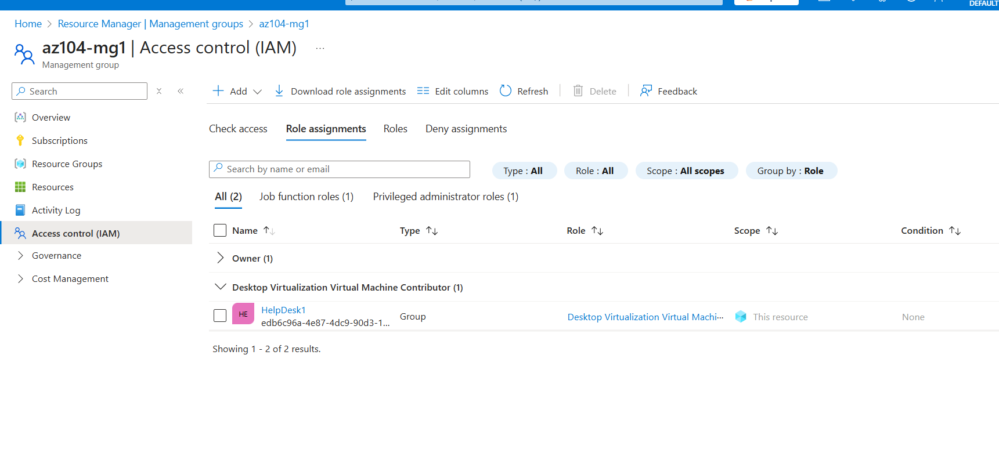 DEFAULT
Home > Resource Manager | Management groups > az104-mg1
az104-mg1 | Access control (IAM) ...
Management group
Search
Overview
Subscriptions
Resource Groups
Resources
Activity Log
Access control (IAM)
Governance
Cost Management
Add
Download role assignments
Edit columns
Refresh
Delete
Feedback
Check access
Role assignments
Roles
Deny assignments
Search by name or email
Type : All
Role : All
Scope : All scopes
Group by : Role
All (2)
Job function roles (1)
Privileged administrator roles (1)
Name
Type
Role
Scope
Condition
Owner (1)
Desktop Virtualization Virtual Machine Contributor (1)
HE
HelpDesk1
edb6c96a-4e87-4dc9-90d3-1...
Group
Desktop Virtualization Virtual Machi...
This resource
None
Showing 1 - 2 of 2 results.